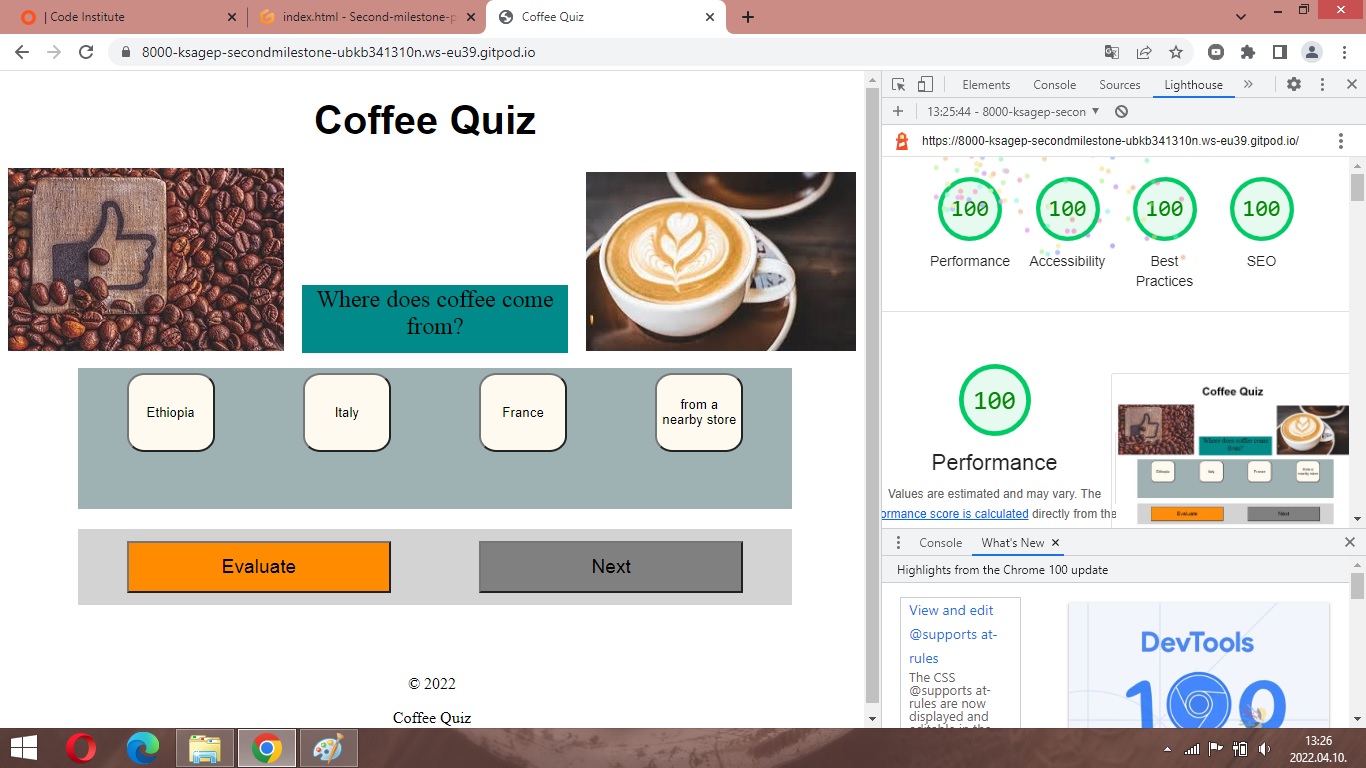 | Code Institute
index.html - Second-milestone-p
Coffee Quiz
8000-ksagep-secondmilestone-ubkb341310n.ws-eu39.gitpod.io
Coffee Quiz
Where does coffee come
from?
Ethiopia
Italy
France
from a
nearby store
Evaluate
Next
© 2022
Coffee Quiz
Elements
Console
Sources
Lighthouse
13:25:44 - 8000-ksagep-secon
https://8000-ksagep-secondmilestone-ubkb341310n.ws-eu39.gitpod.io/
100
100
100
100
Performance
Accessibility
Best
Practices
SEO
100
Performance
Values are estimated and may vary. The
ormance score is calculated directly from the
Coffee Quiz
Where does coffee come
from?
Ethiopia
Italy
France
from a
nearby store
Evaluate
Next
Console
What's New
Highlights from the Chrome 100 update
View and edit
@supports at-
rules
The CSS
@supports at-
rules are now
displayed and
editable in the
DevTools
100
13:26
2022.04.10.